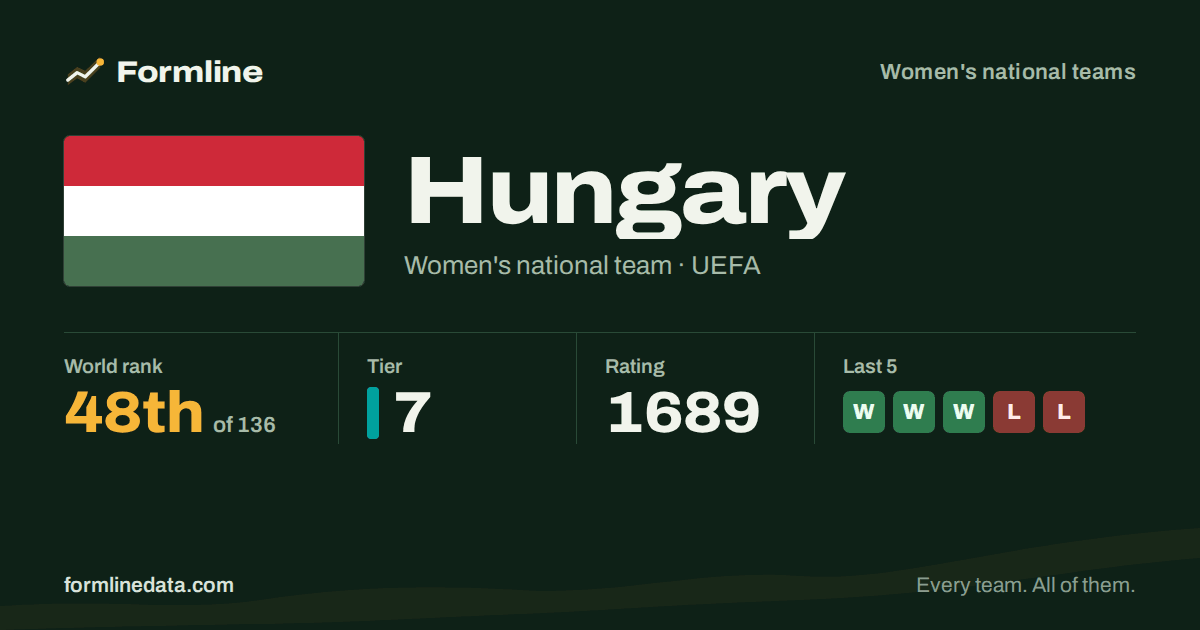 Formline
Women's national teams
Hungary
Women's national team · UEFA
World rank
48th of 136
Tier
7
Rating
1689
Last 5
W W W L L
formlinedata.com
Every team. All of them.